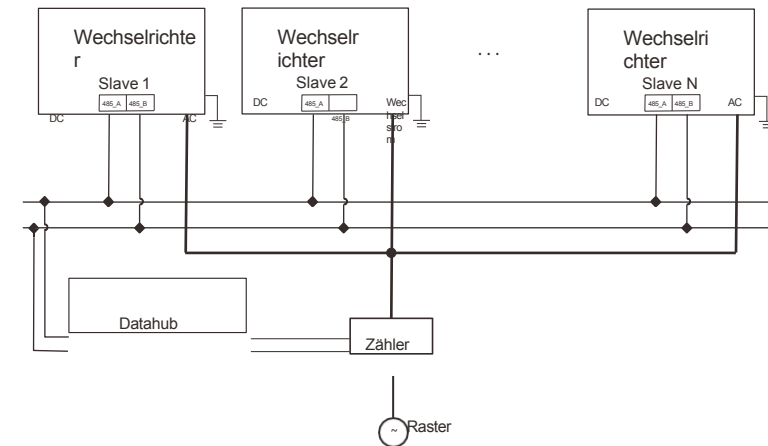 Wechselrichte
r
Slave 1
485_A 485_B
DC
AC
Wechselr
ichter
Slave 2
DC
485_A
485_B
Wec
hsel
stro
m
...
Wechselri
chter
Slave N
DC
485_A 485_B
AC
Datahub
Zähler
~
Raster